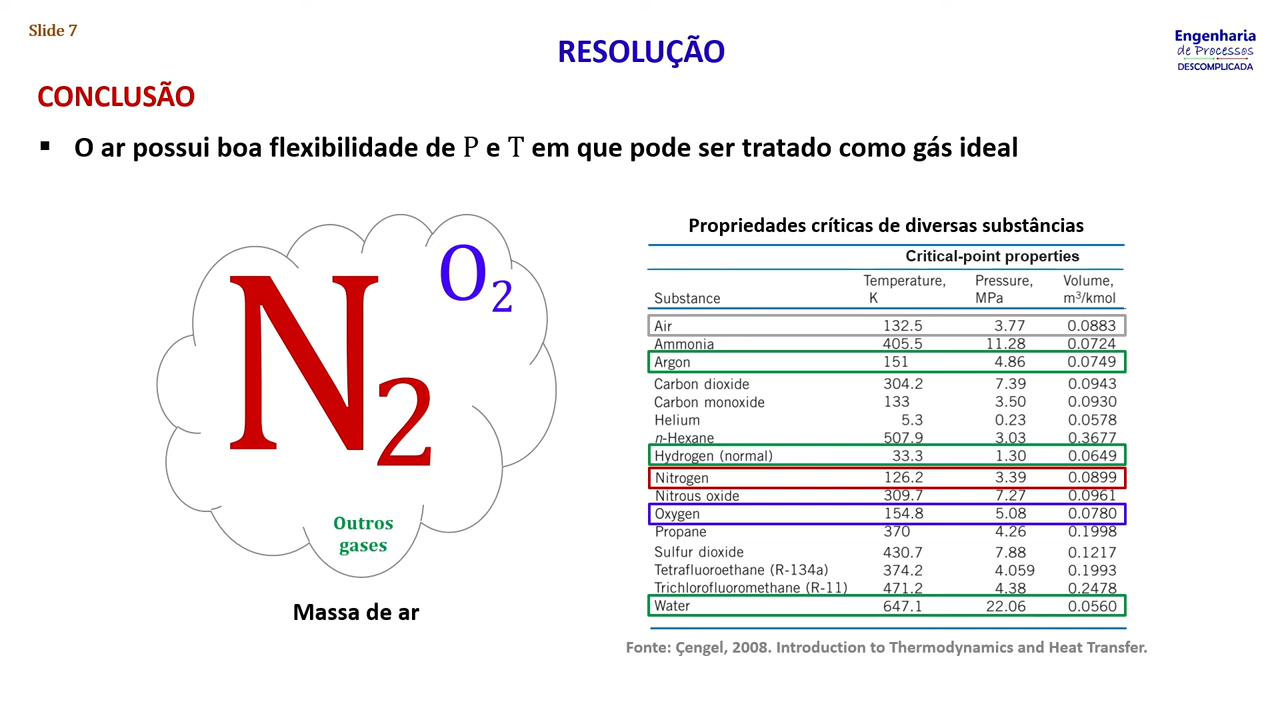 Slide 7
RESOLUÇÃO
Engenharia
de Processos
DESCOMPLICADA
CONCLUSÃO
▪ O ar possui boa flexibilidade de P e T em que pode ser tratado como gás ideal
N2
O2
Outros
gases
Massa de ar
Propriedades críticas de diversas substâncias
Critical-point properties
Temperature, Pressure, Volume,
Substance K MPa m³/kmol
Air 132.5 3.77 0.0883
Ammonia 405.5 11.28 0.0724
Argon 151 4.86 0.0749
Carbon dioxide 304.2 7.39 0.0943
Carbon monoxide 133 3.50 0.0930
Helium 5.3 0.23 0.0578
n-Hexane 507.9 3.03 0.3677
Hydrogen (normal) 33.3 1.30 0.0649
Nitrogen 126.2 3.39 0.0899
Nitrous oxide 309.7 7.27 0.0961
Oxygen 154.8 5.08 0.0780
Propane 370 4.26 0.1998
Sulfur dioxide 430.7 7.88 0.1217
Tetrafluoroethane (R-134a) 374.2 4.059 0.1993
Trichlorofluoromethane (R-11) 471.2 4.38 0.2478
Water 647.1 22.06 0.0560
Fonte: Çengel, 2008. Introduction to Thermodynamics and Heat Transfer.